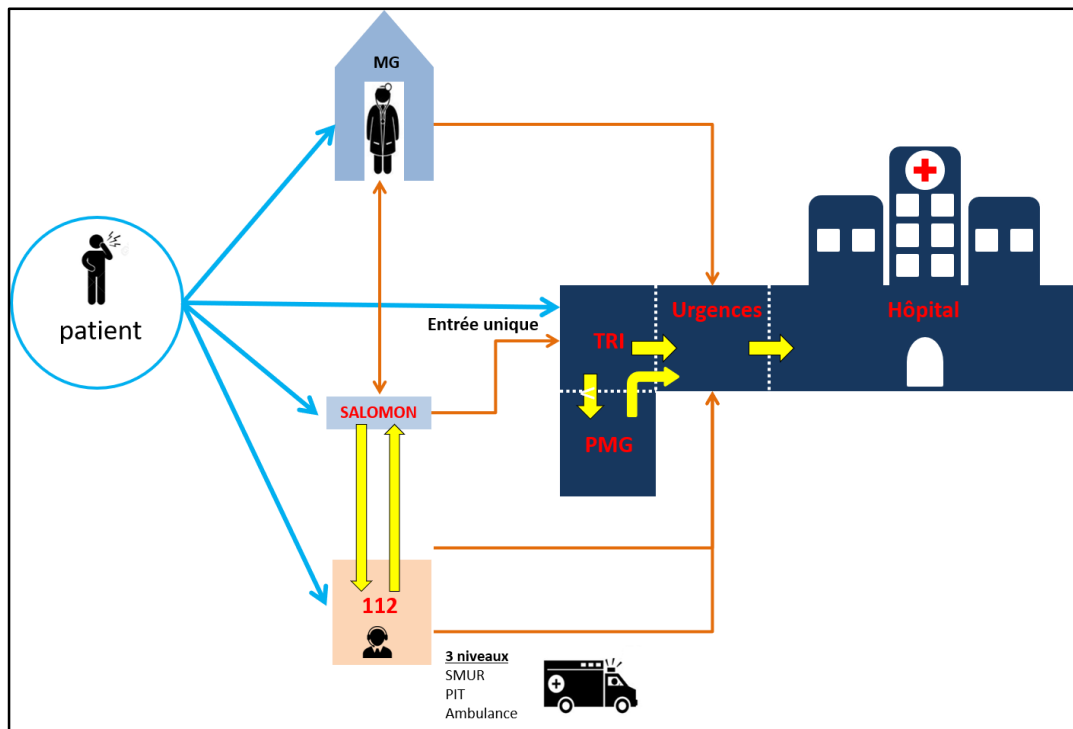 MG
patient
Entrée unique
TRI
Urgences
Hôpital
SALOMON
PMG
112
3 niveaux
SMUR
PIT
Ambulance